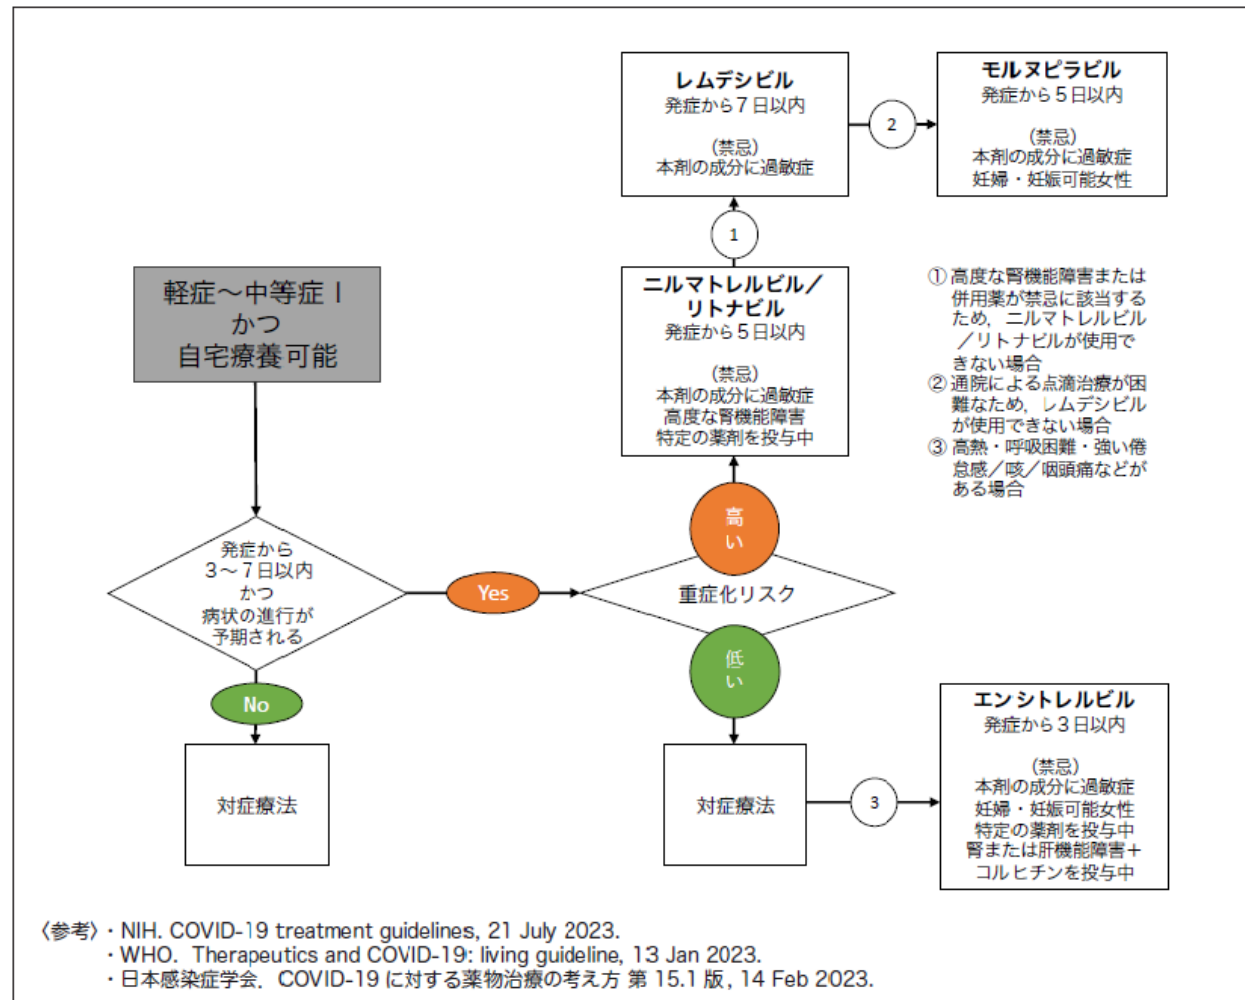 レムデシビル
発症から７日以内
（禁忌）
本剤の成分に過敏症
2
モルヌピラビル
発症から５日以内
（禁忌）
本剤の成分に過敏症
妊婦・妊娠可能女性
1
軽症～中等症Ⅰ
かつ
自宅療養可能
ニルマトレルビル／
リトナビル
発症から５日以内
（禁忌）
本剤の成分に過敏症
高度な腎機能障害
特定の薬剤を投与中
① 高度な腎機能障害または
併用薬が禁忌に該当する
ため，ニルマトレルビル
／リトナビルが使用で
きない場合
② 通院による点滴治療が困
難なため，レムデシビル
が使用できない場合
③ 高熱・呼吸困難・強い倦
怠感／咳／咽頭痛などが
ある場合
発症から
３～７日以内
かつ
病状の進行が
予期される
Yes
高
い
重症化リスク
低
い
No
対症療法
対症療法
3
エンシトレルビル
発症から３日以内
（禁忌）
本剤の成分に過敏症
妊婦・妊娠可能女性
特定の薬剤を投与中
腎または肝機能障害＋
コルヒチンを投与中
〈参考〉・NIH. COVID-19 treatment guidelines, 21 July 2023.
・WHO. Therapeutics and COVID-19: living guideline, 13 Jan 2023.
・日本感染症学会．COVID-19 に対する薬物治療の考え方 第 15.1 版, 14 Feb 2023.